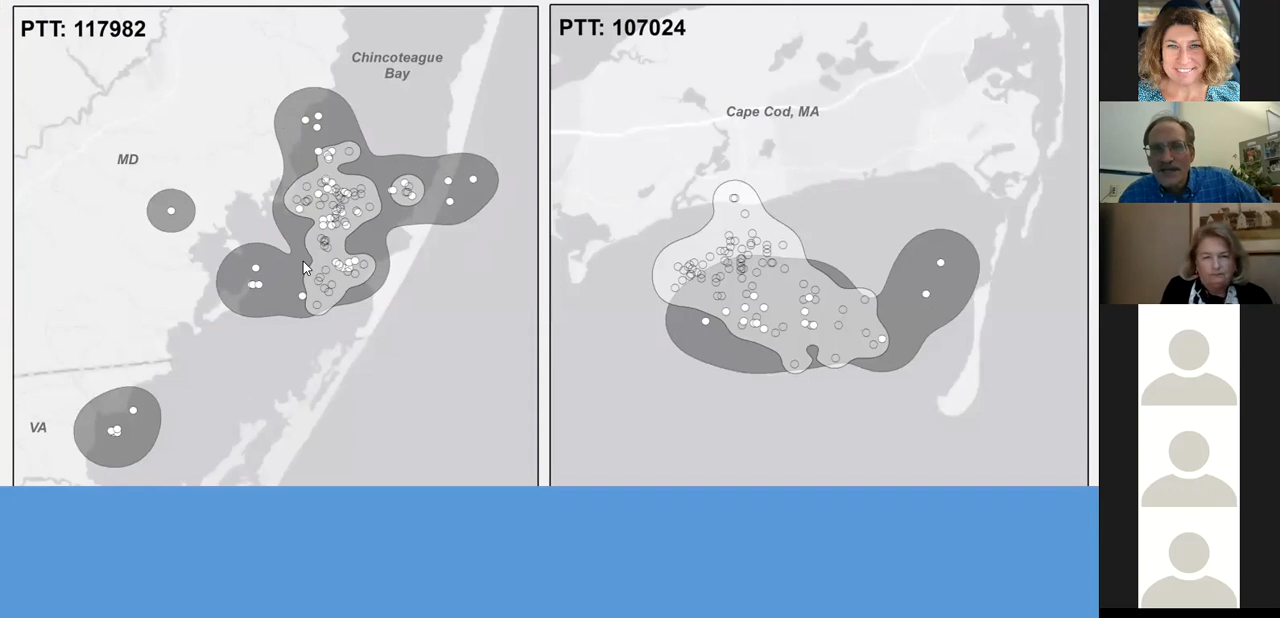 PTT: 117982
Chincoteague
Bay
MD
VA
PTT: 107024
Cape Cod, MA